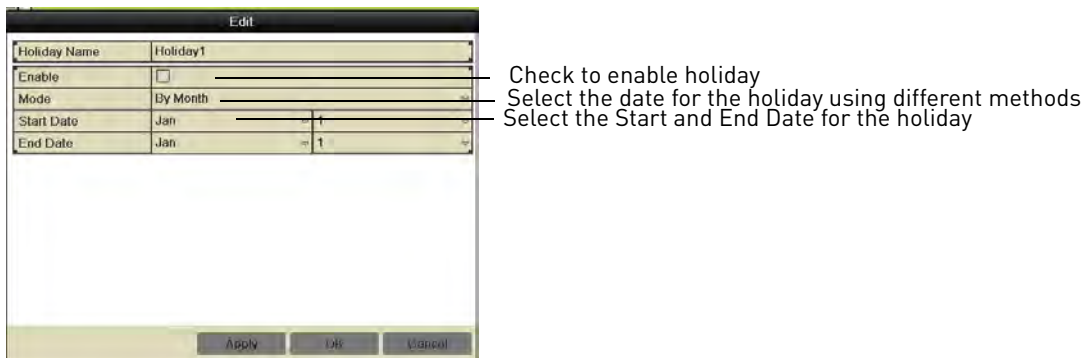 Edit
Holiday Name Holiday1
Enable Check to enable holiday
Mode By Month Select the date for the holiday using different methods
Start Date Jan 1 Select the Start and End Date for the holiday
End Date Jan 1
Apply OK Cancel